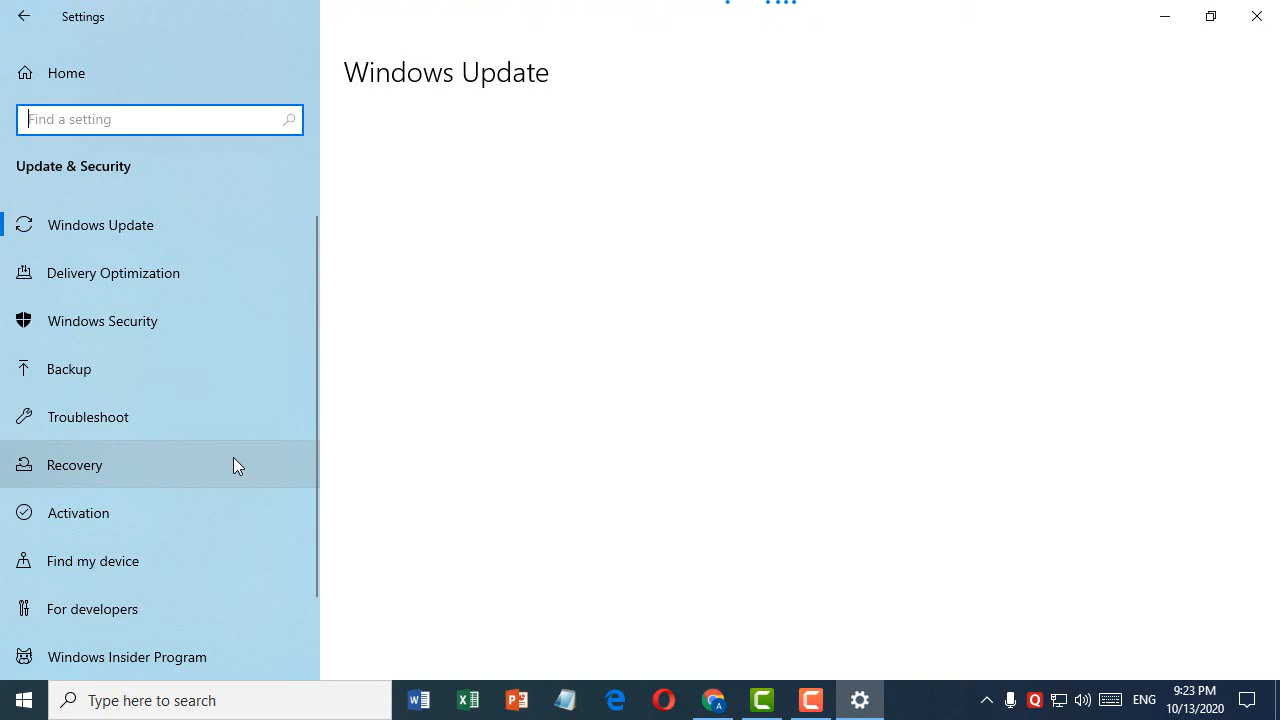 Settings
Home
Find a setting
Update & Security
Windows Update
Delivery Optimization
Windows Security
Backup
Troubleshoot
Recovery
Activation
Find my device
For developers
Windows Insider Program
Windows Update
Type here to search
ENG
9:23 PM
10/13/2020